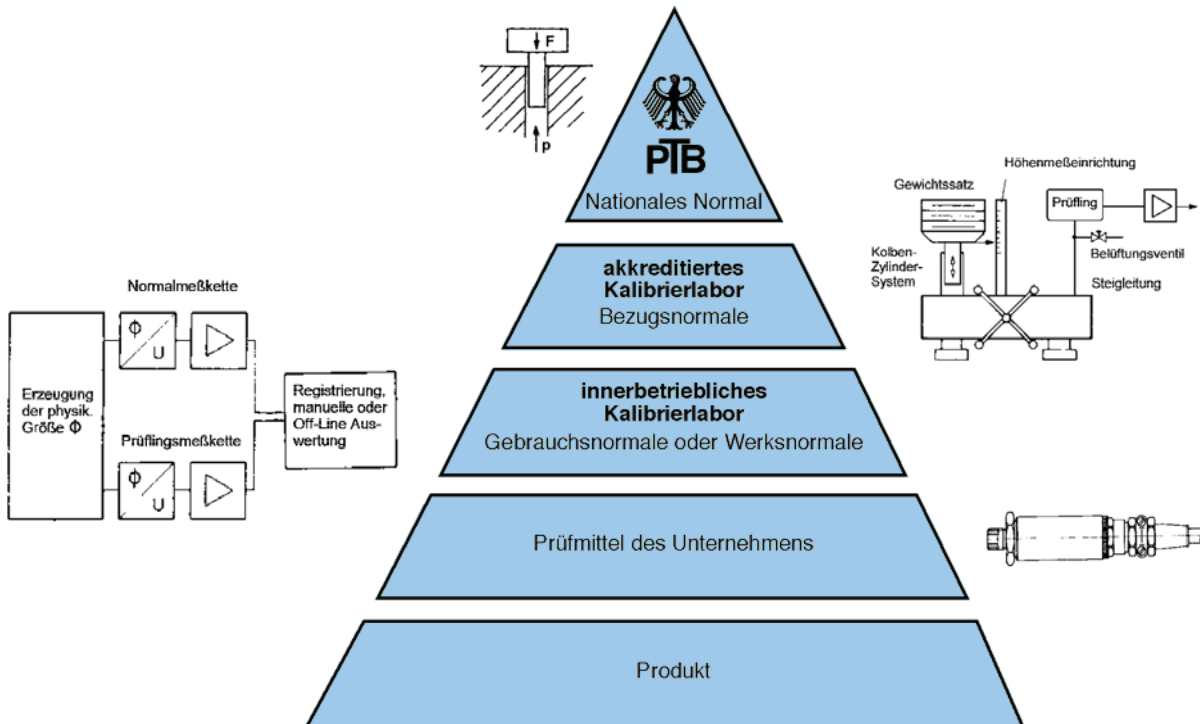 F
p
PTB
Nationales Normal
akkreditiertes
Kalibrierlabor
Bezugsnormale
innerbetriebliches
Kalibrierlabor
Gebrauchsnormale oder Werksnormale
Prüfmittel des Unternehmens
Produkt
Normalmeßkette
Φ
U
Erzeugung
der physik.
Größe Φ
Prüflingsmeßkette
Φ
U
Registrierung,
manuelle oder
Off-Line Aus-
wertung
Höhenmeßeinrichtung
Gewichtssatz
Prüfling
Kolben-
Zylinder-
System
Belüftungsventil
Steigleitung